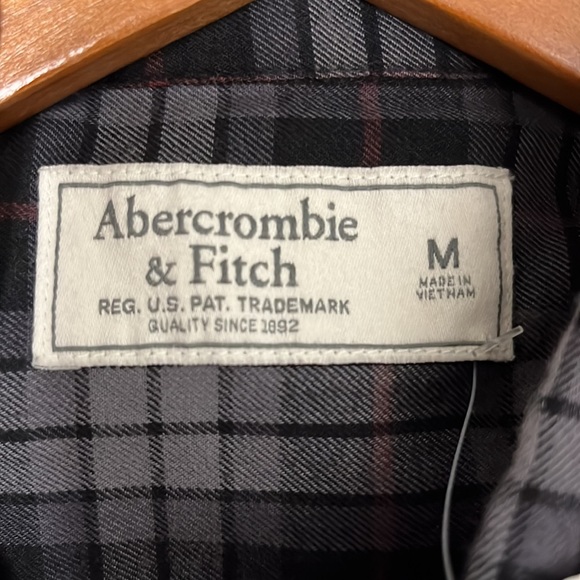 Abercrombie
& Fitch
REG. U.S. PAT. TRADEMARK
QUALITY SINCE 1892
M
MADE IN
VIETNAM